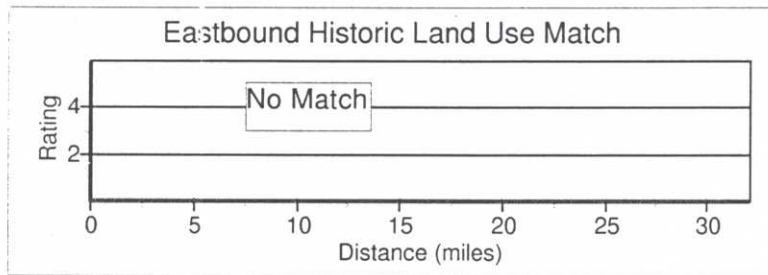 Eastbound Historic Land Use Match
No Match
Rating
4
2
0 5 10 15 20 25 30
Distance (miles)